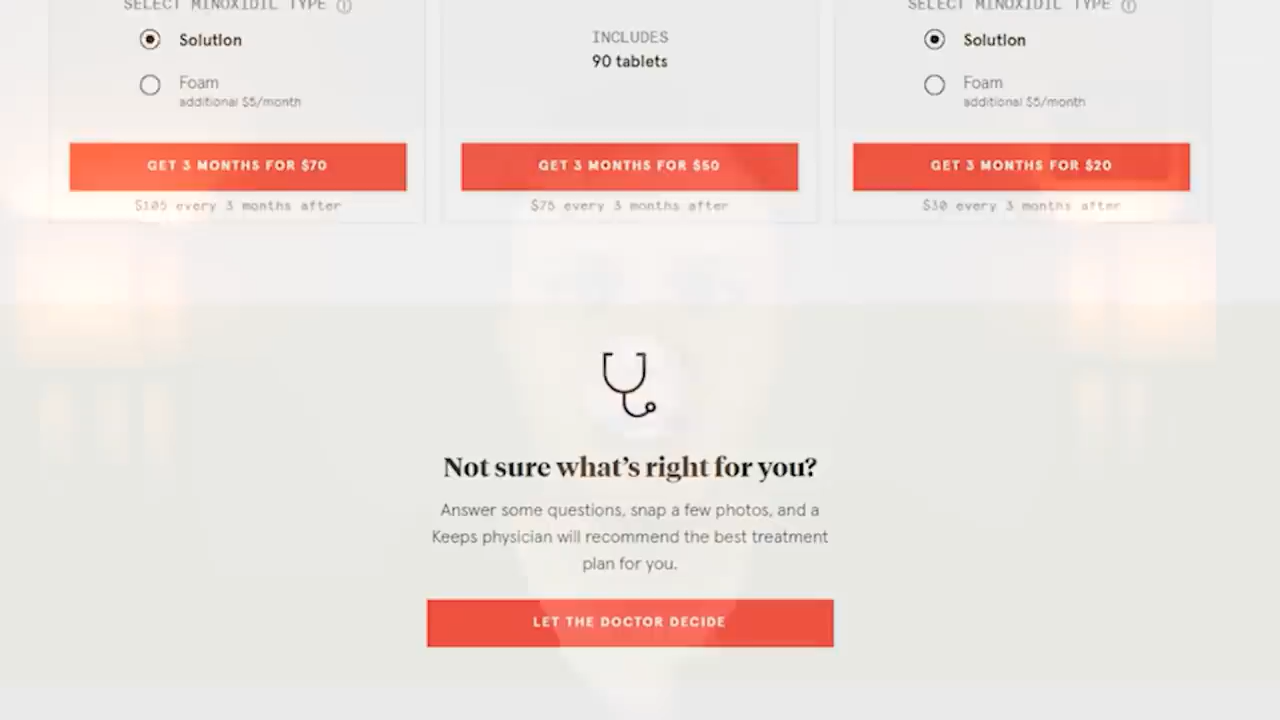 SELECT MINOXIDIL TYPE
Solution
Foam
additional $5/month
GET 3 MONTHS FOR $70
$105 every 3 months after
INCLUDES
90 tablets
GET 3 MONTHS FOR $50
$75 every 3 months after
SELECT MINOXIDIL TYPE
Solution
Foam
additional $5/month
GET 3 MONTHS FOR $20
$30 every 3 months after
Not sure what's right for you?
Answer some questions, snap a few photos, and a
Keeps physician will recommend the best treatment
plan for you.
LET THE DOCTOR DECIDE